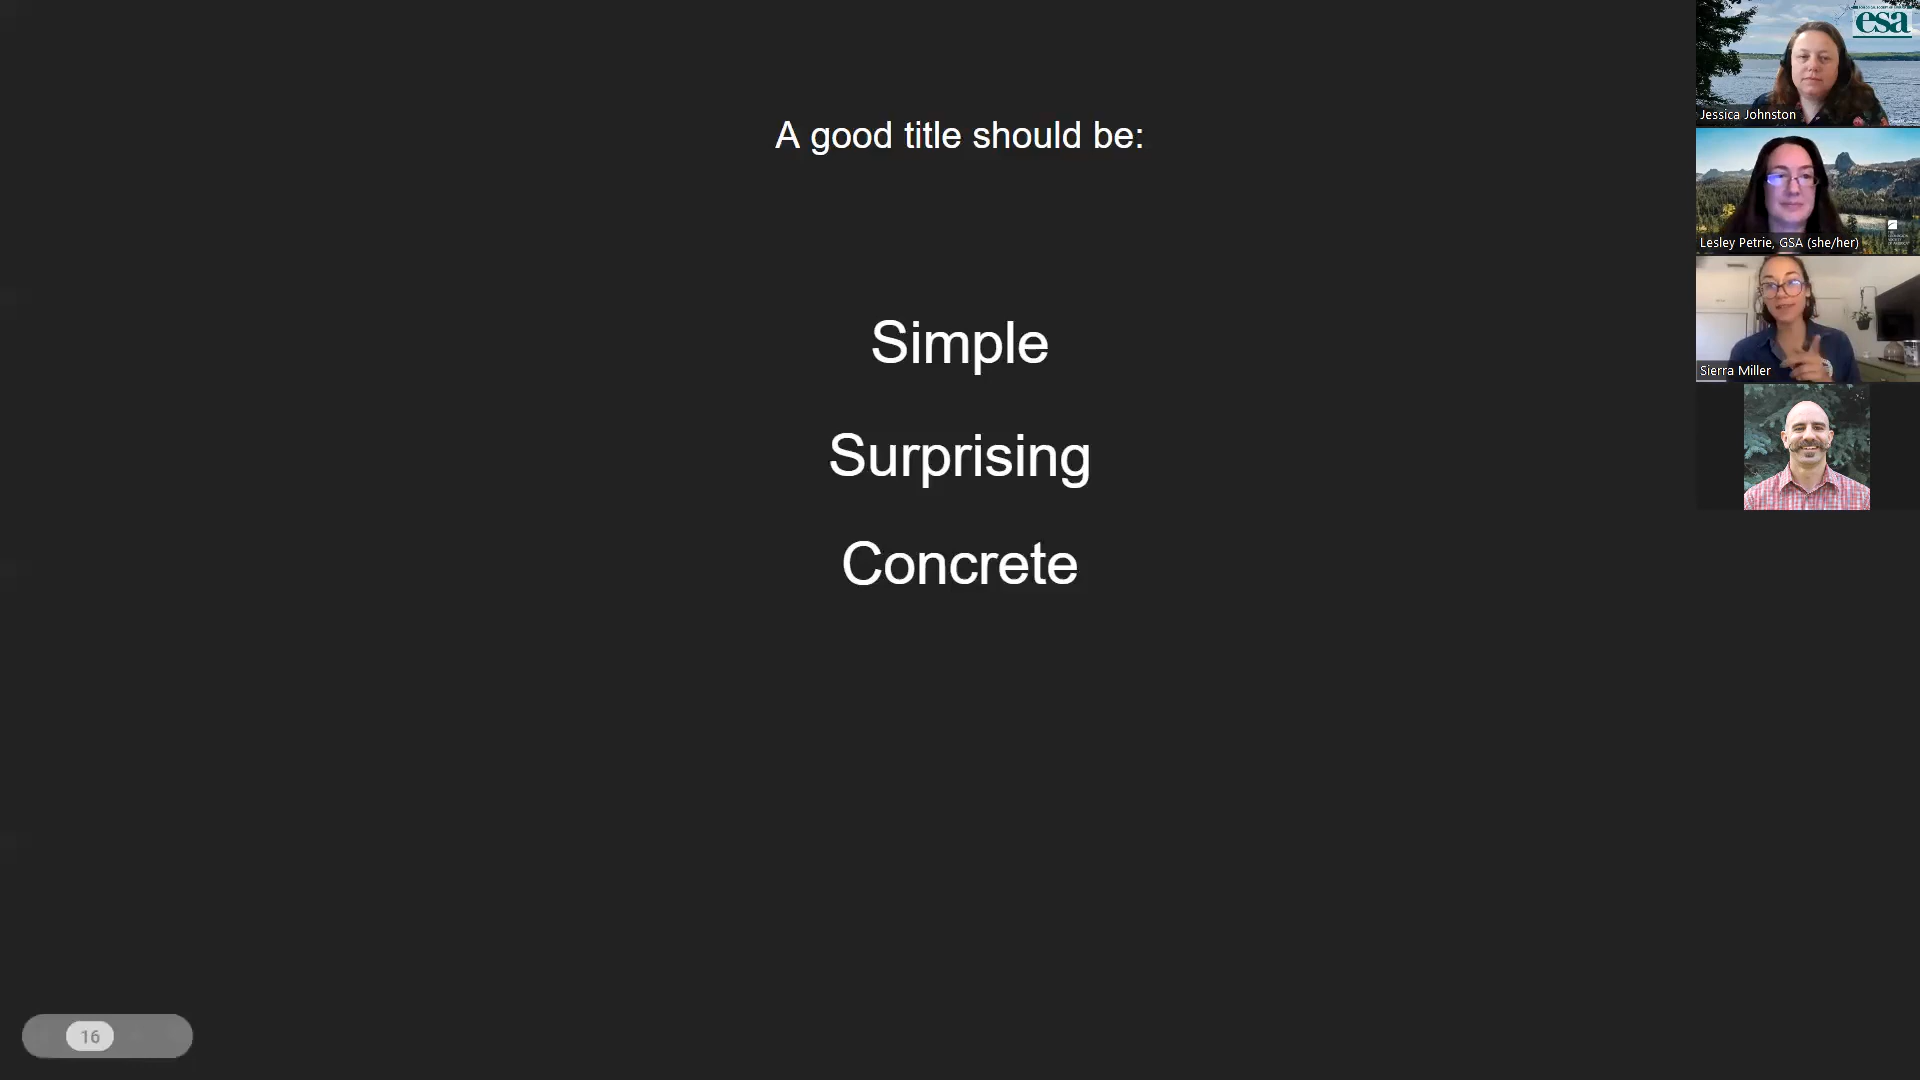 A good title should be:
Simple
Surprising
Concrete
16
esa
Jessica Johnston
Lesley Petrie, GSA (she/her)
Sierra Miller